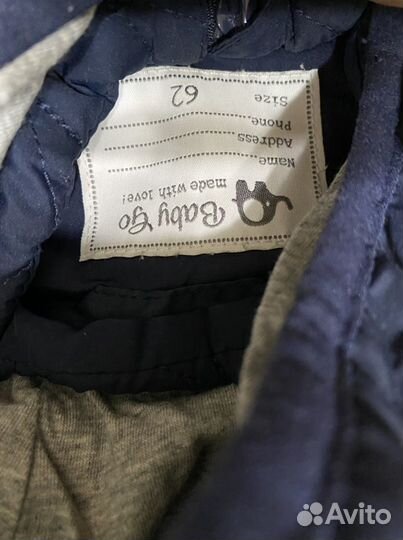 Baby Go
made with love!
Name
Address
Phone
Size 62
Avito